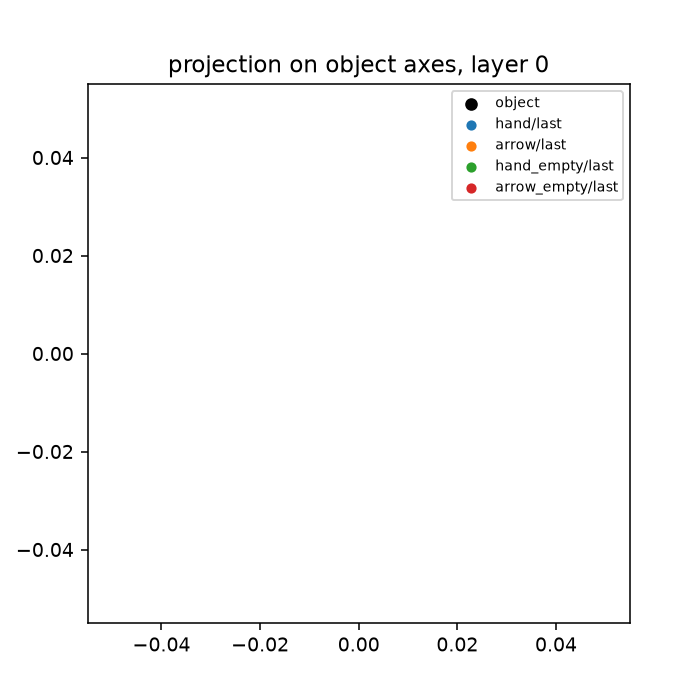 projection on object axes, layer 0
object
hand/last
arrow/last
hand_empty/last
arrow_empty/last
0.04
0.02
0.00
−0.02
−0.04
−0.04 −0.02 0.00 0.02 0.04